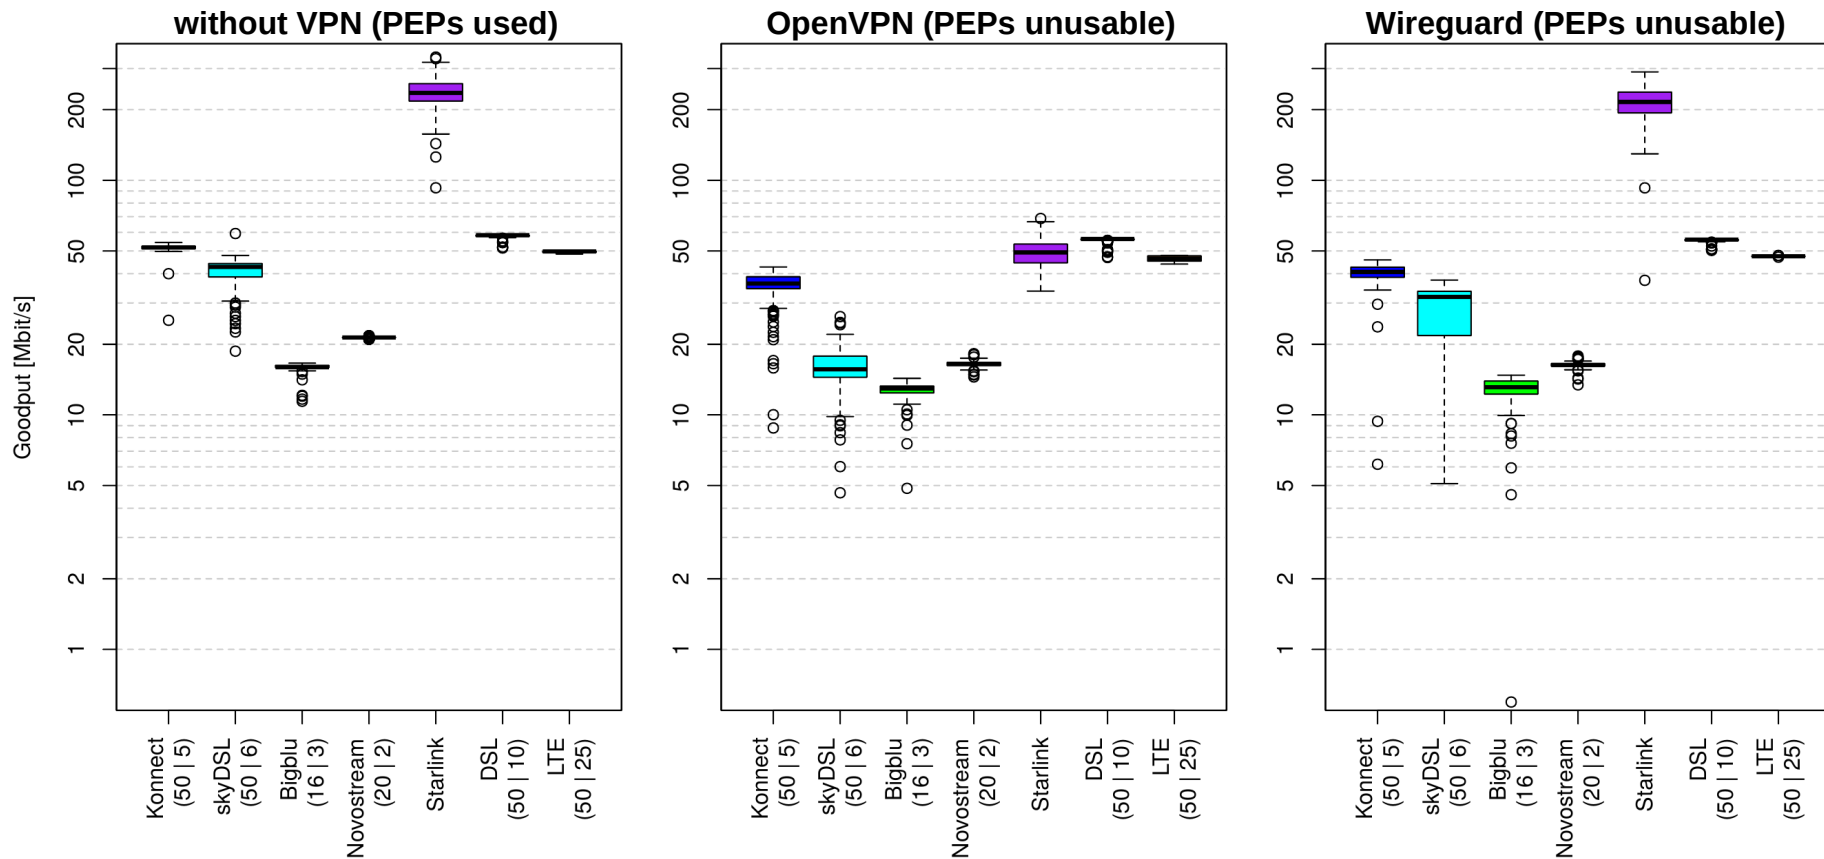 without VPN (PEPs used)
Goodput [Mbit/s]
200
100
50
20
10
5
2
1
Konnect
(50 | 5)
skyDSL
(50 | 6)
Bigblu
(16 | 3)
Novostream
(20 | 2)
Starlink
DSL
(50 | 10)
LTE
(50 | 25)
OpenVPN (PEPs unusable)
200
100
50
20
10
5
2
1
Konnect
(50 | 5)
skyDSL
(50 | 6)
Bigblu
(16 | 3)
Novostream
(20 | 2)
Starlink
DSL
(50 | 10)
LTE
(50 | 25)
Wireguard (PEPs unusable)
200
100
50
20
10
5
2
1
Konnect
(50 | 5)
skyDSL
(50 | 6)
Bigblu
(16 | 3)
Novostream
(20 | 2)
Starlink
DSL
(50 | 10)
LTE
(50 | 25)